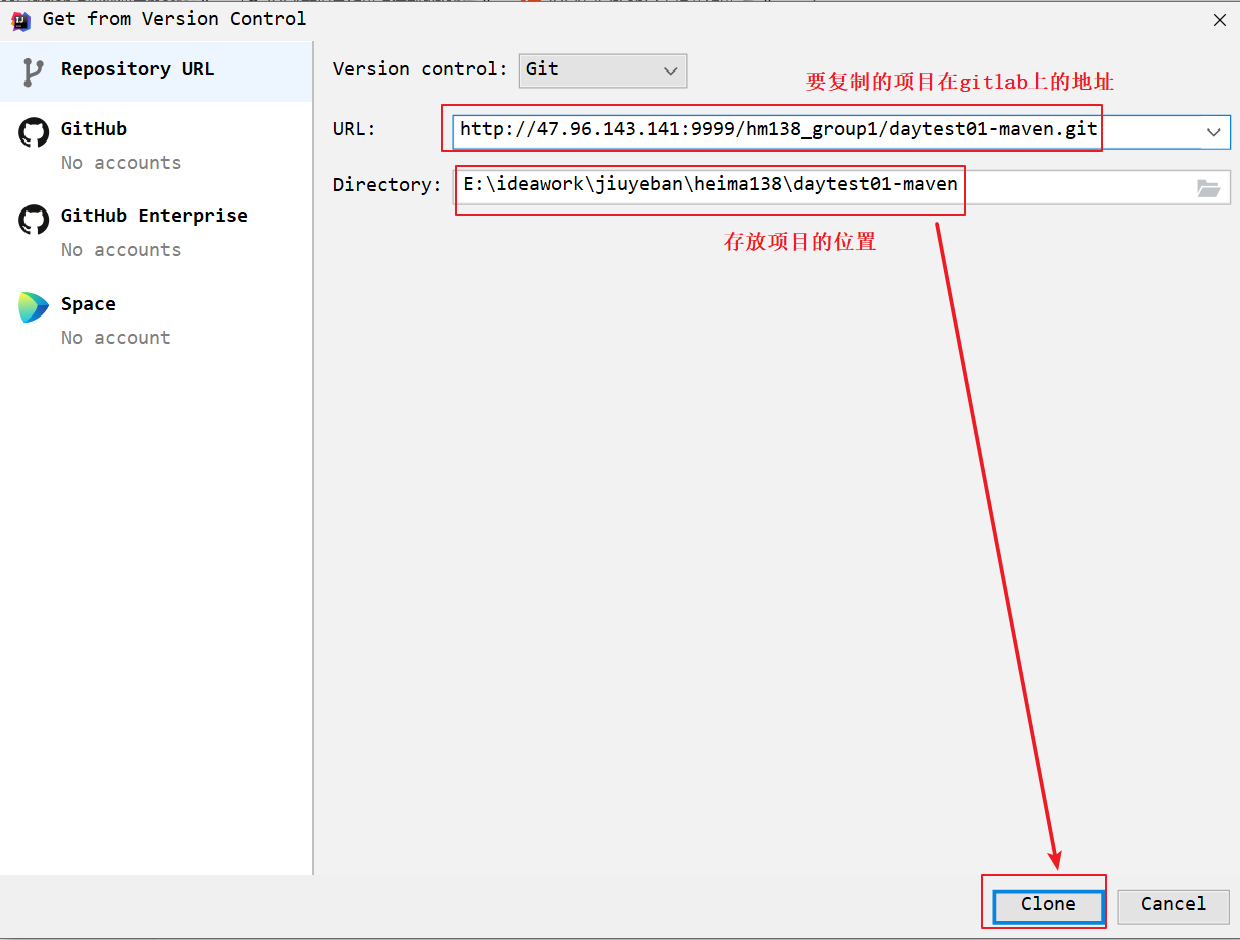 Get from Version Control
Repository URL
GitHub
No accounts
GitHub Enterprise
No accounts
Space
No account
Version control: Git
要复制的项目在gitlab上的地址
URL: http://47.96.143.141:9999/hm138_group1/daytest01-maven.git
Directory: E:\ideawork\jiuyeban\heima138\daytest01-maven
存放项目的位置
Clone
Cancel